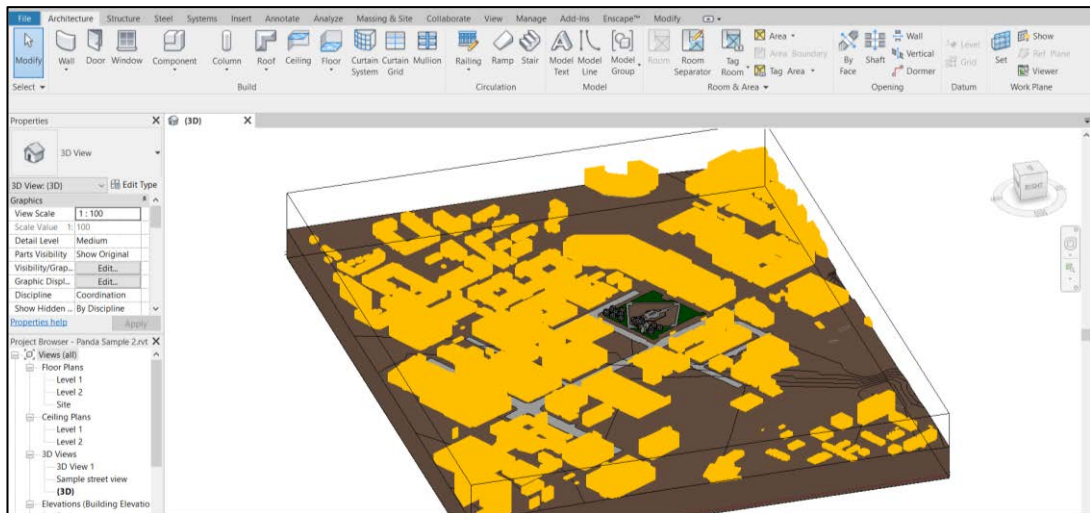 File Architecture Structure Steel Systems Insert Annotate Analyze Massing & Site Collaborate View Manage Add-Ins Enscape™ Modify
Modify Wall Door Window Component Column Roof Ceiling Floor Curtain System Curtain Grid Mullion Railing Ramp Stair Model Text Model Line Model Group Room Room Separator Tag Room Area Area Boundary Tag Area By Face Shaft Wall Vertical Dormer Level Grid Set Show Ref Plane Viewer
Select Build Circulation Model Room & Area Opening Datum Work Plane
Properties X (3D) X
3D View
3D View: (3D) Edit Type
Graphics
View Scale 1 : 100
Scale Value 1: 100
Detail Level Medium
Parts Visibility Show Original
Visibility/Grap... Edit...
Graphic Displ... Edit...
Discipline Coordination
Show Hidden ... By Discipline
Properties help Apply
Project Browser - Panda Sample 2.rvt X
Views (all)
Floor Plans
Level 1
Level 2
Site
Ceiling Plans
Level 1
Level 2
3D Views
3D View 1
Sample street view
(3D)
Elevations (Building Elevatio
RIGHT